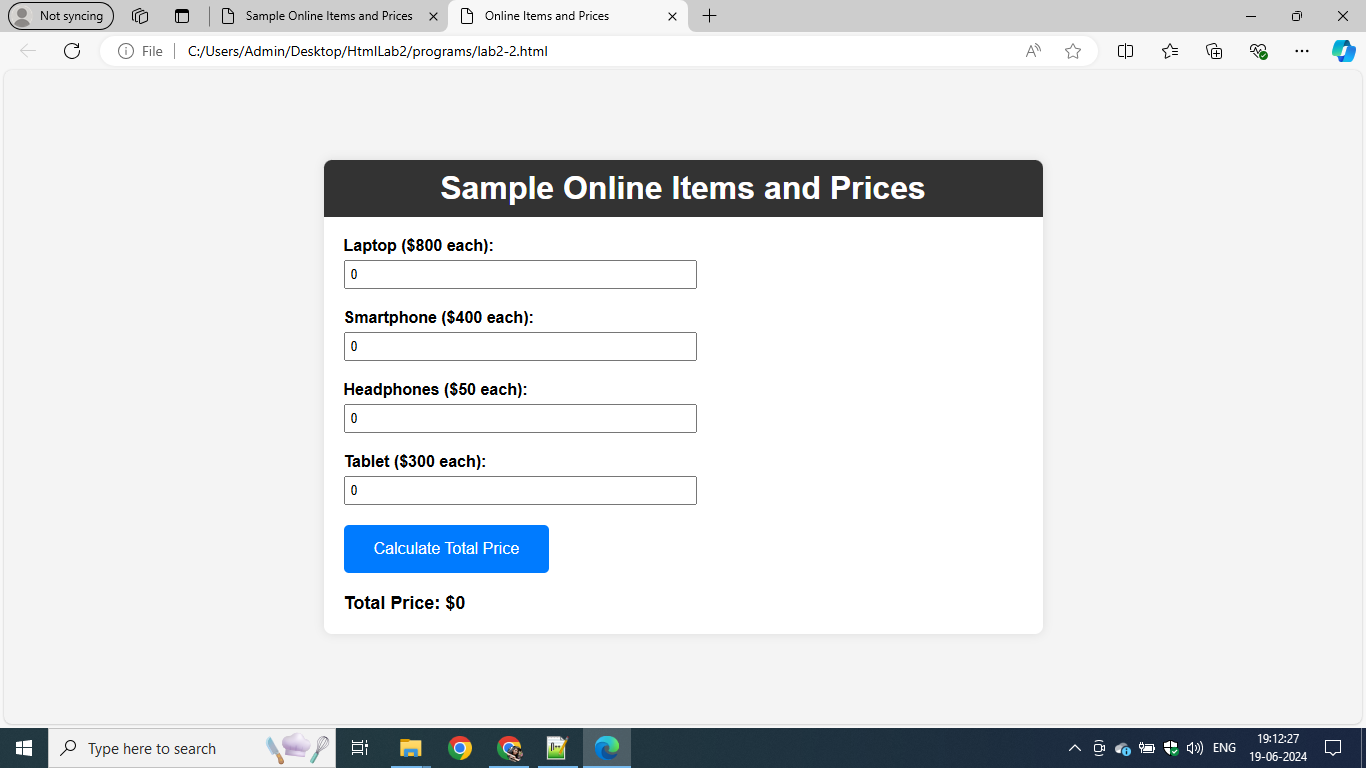 Not syncing
Sample Online Items and Prices
Online Items and Prices
File
C:/Users/Admin/Desktop/HtmlLab2/programs/lab2-2.html
Sample Online Items and Prices
Laptop ($800 each):
0
Smartphone ($400 each):
0
Headphones ($50 each):
0
Tablet ($300 each):
0
Calculate Total Price
Total Price: $0
Type here to search
ENG
19:12:27
19-06-2024